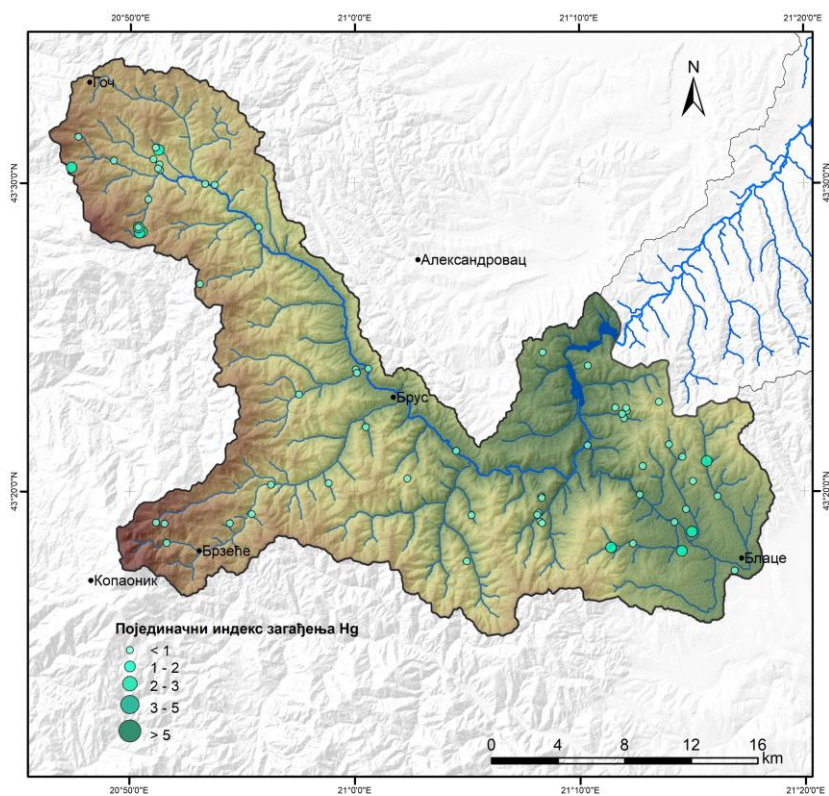 20°50'0"E 21°0'0"E 21°10'0"E 21°20'0"E
Гоч
N
43°30'0"N 43°30'0"N
Александровац
Брус
43°20'0"N 43°20'0"N
Брзеће
Блаце
Копаоник
Појединачни индекс загађења Hg
< 1
1 - 2
2 - 3
3 - 5
> 5
0 4 8 12 16
km
20°50'0"E 21°0'0"E 21°10'0"E 21°20'0"E